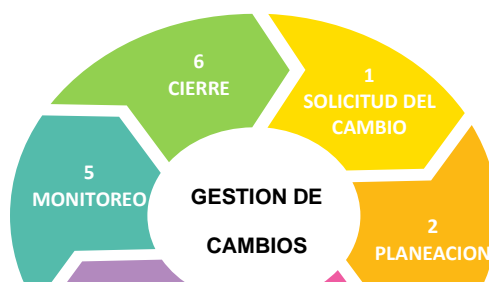 6
CIERRE
1
SOLICITUD DEL
CAMBIO
5
MONITOREO
GESTION DE
CAMBIOS
2
PLANEACION